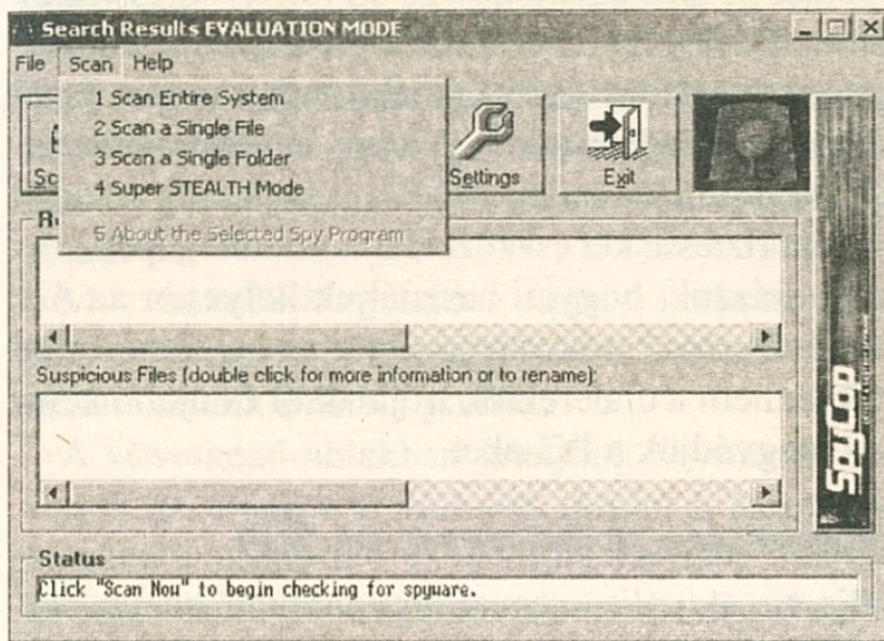 Search Results EVALUATION MODE
File Scan Help
1 Scan Entire System
2 Scan a Single File
3 Scan a Single Folder
4 Super STEALTH Mode
5 About the Selected Spy Program
Settings
Exit
Suspicious Files (double click for more information or to rename):
SpyCop
Status
Click "Scan Now" to begin checking for spyware.